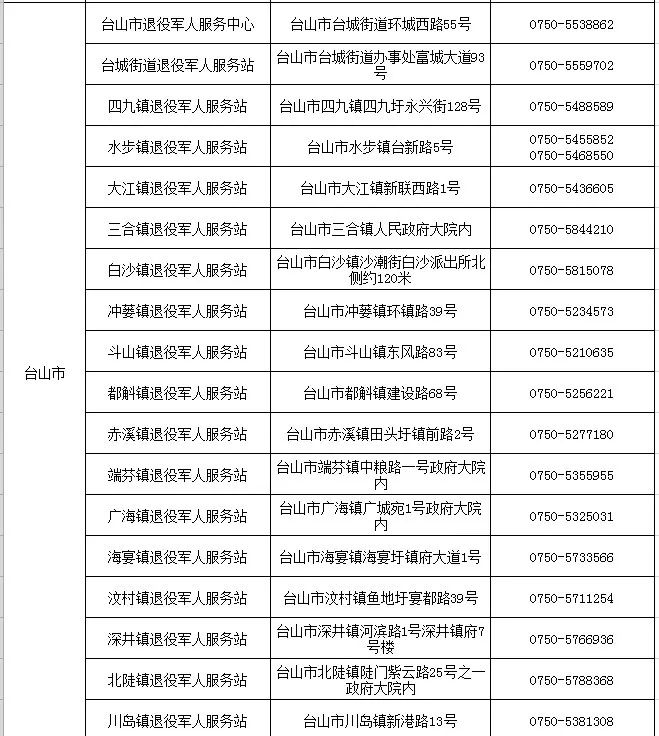 台山市
台山市退役军人服务中心 台山市台城街道环城西路55号 0750-5538862
台城街道退役军人服务站 台山市台城街道办事处富城大道93
号 0750-5559702
四九镇退役军人服务站 台山市四九镇四九圩永兴街128号 0750-5488589
水步镇退役军人服务站 台山市水步镇台新路5号 0750-5455852
0750-5468550
大江镇退役军人服务站 台山市大江镇新联西路1号 0750-5436605
三合镇退役军人服务站 台山市三合镇人民政府大院内 0750-5844210
白沙镇退役军人服务站 台山市白沙镇沙潮街白沙派出所北
侧约120米 0750-5815078
冲蒌镇退役军人服务站 台山市冲蒌镇环镇路39号 0750-5234573
斗山镇退役军人服务站 台山市斗山镇东风路83号 0750-5210635
都斛镇退役军人服务站 台山市都斛镇建设路68号 0750-5256221
赤溪镇退役军人服务站 台山市赤溪镇田头圩镇前路2号 0750-5277180
端芬镇退役军人服务站 台山市端芬镇中粮路一号政府大院
内 0750-5355955
广海镇退役军人服务站 台山市广海镇广城宛1号政府大院
内 0750-5325031
海宴镇退役军人服务站 台山市海宴镇海宴圩镇府大道1号 0750-5733566
汶村镇退役军人服务站 台山市汶村镇鱼地圩宴都路39号 0750-5711254
深井镇退役军人服务站 台山市深井镇河滨路1号深井镇府7
号楼 0750-5766936
北陡镇退役军人服务站 台山市北陡镇陡门紫云路25号之一
政府大院内 0750-5788368
川岛镇退役军人服务站 台山市川岛镇新港路13号 0750-5381308